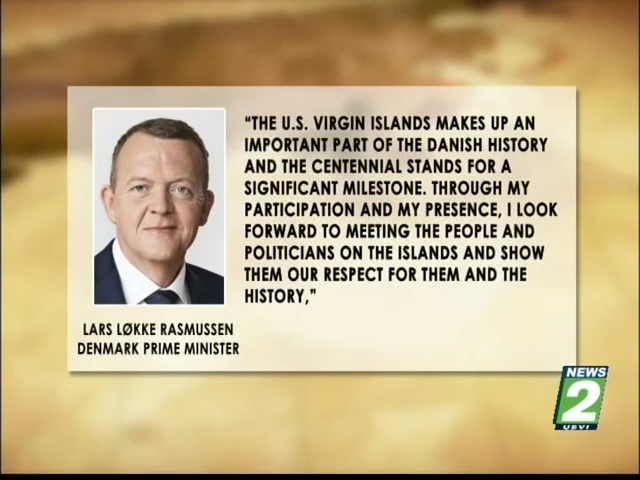 “THE U.S. VIRGIN ISLANDS MAKES UP AN
IMPORTANT PART OF THE DANISH HISTORY
AND THE CENTENNIAL STANDS FOR A
SIGNIFICANT MILESTONE. THROUGH MY
PARTICIPATION AND MY PRESENCE, I LOOK
FORWARD TO MEETING THE PEOPLE AND
POLITICIANS ON THE ISLANDS AND SHOW
THEM OUR RESPECT FOR THEM AND THE
HISTORY,”
LARS LØKKE RASMUSSEN
DENMARK PRIME MINISTER
NEWS
2
USVI